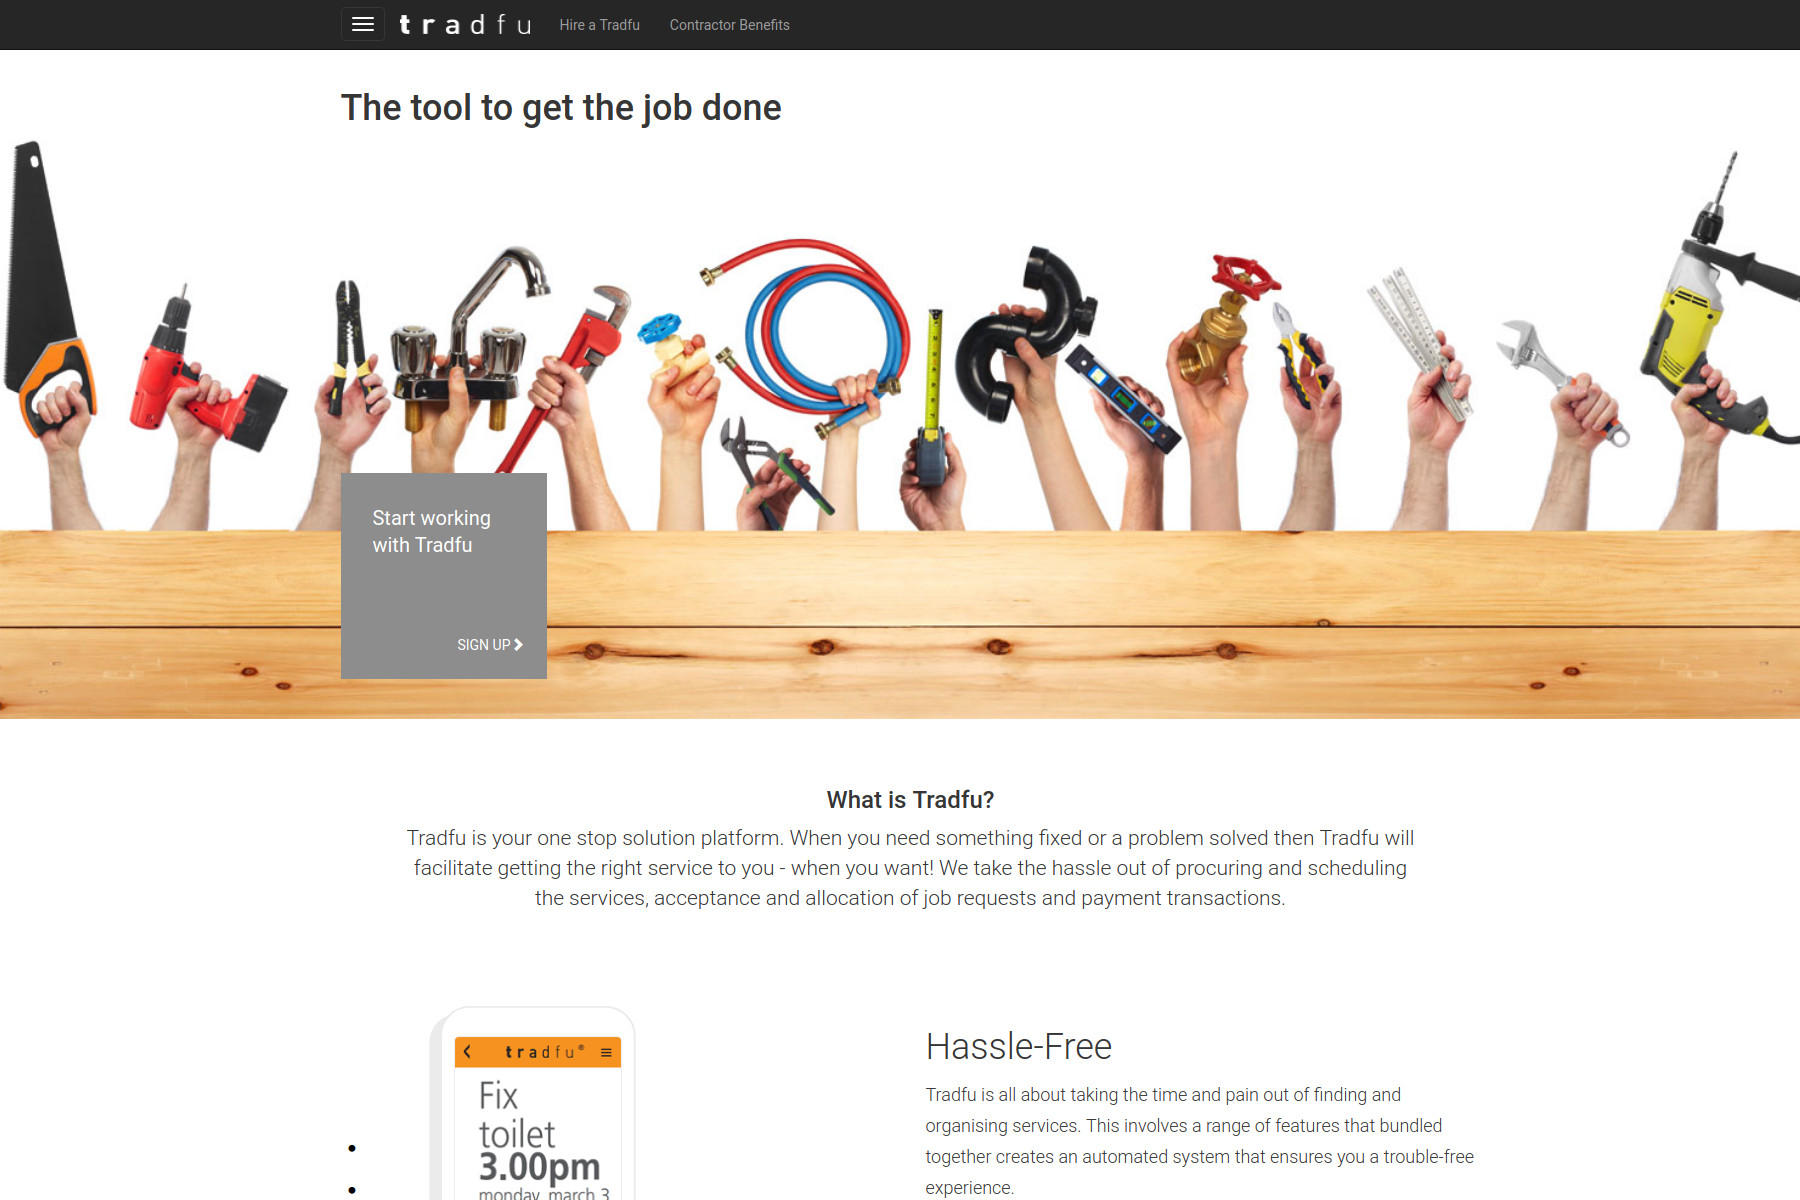 tradfu
Hire a Tradfu
Contractor Benefits
The tool to get the job done
Start working
with Tradfu
SIGN UP
What is Tradfu?
Tradfu is your one stop solution platform. When you need something fixed or a problem solved then Tradfu will
facilitate getting the right service to you - when you want! We take the hassle out of procuring and scheduling
the services, acceptance and allocation of job requests and payment transactions.
tradfu®
Fix
toilet
3.00pm
monday, march 3
Hassle-Free
Tradfu is all about taking the time and pain out of finding and
organising services. This involves a range of features that bundled
together creates an automated system that ensures you a trouble-free
experience.